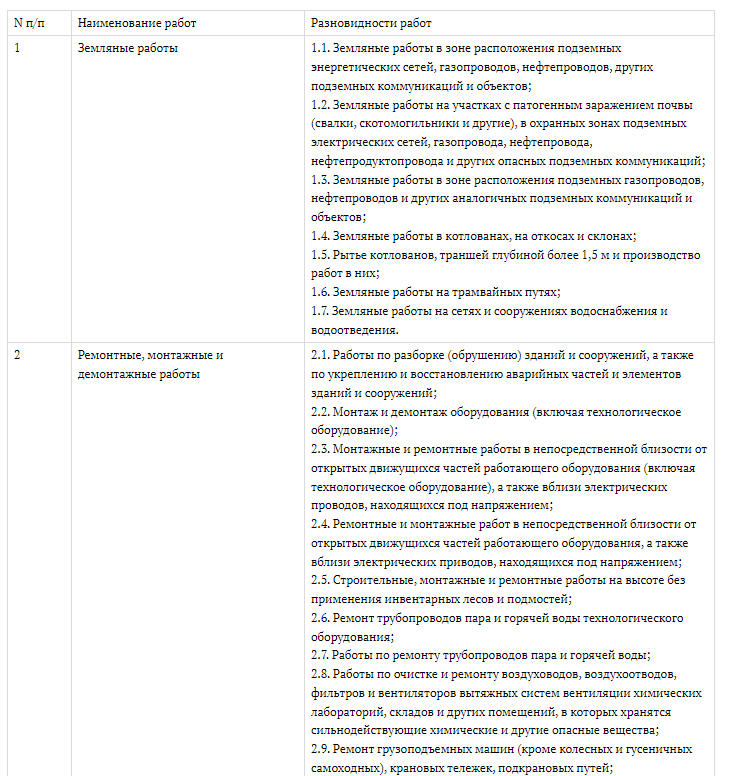 N п/п Наименование работ Разновидности работ
1 Земляные работы 1.1. Земляные работы в зоне расположения подземных
энергетических сетей, газопроводов, нефтепроводов, других
подземных коммуникаций и объектов;
1.2. Земляные работы на участках с патогенным заражением почвы
(свалки, скотомогильники и другие), в охранных зонах подземных
электрических сетей, газопровода, нефтепровода,
нефтепродуктопровода и других опасных подземных коммуникаций;
1.3. Земляные работы в зоне расположения подземных газопроводов,
нефтепроводов и других аналогичных подземных коммуникаций и
объектов;
1.4. Земляные работы в котлованах, на откосах и склонах;
1.5. Рытье котлованов, траншей глубиной более 1,5 м и производство
работ в них;
1.6. Земляные работы на трамвайных путях;
1.7. Земляные работы на сетях и сооружениях водоснабжения и
водоотведения.
2 Ремонтные, монтажные и 2.1. Работы по разборке (обрушению) зданий и сооружений, а также
демонтажные работы по укреплению и восстановлению аварийных частей и элементов
зданий и сооружений;
2.2. Монтаж и демонтаж оборудования (включая технологическое
оборудование);
2.3. Монтажные и ремонтные работы в непосредственной близости от
открытых движущихся частей работающего оборудования (включая
технологическое оборудование), а также вблизи электрических
проводов, находящихся под напряжением;
2.4. Ремонтные и монтажные работ в непосредственной близости от
открытых движущихся частей работающего оборудования, а также
вблизи электрических приводов, находящихся под напряжением;
2.5. Строительные, монтажные и ремонтные работы на высоте без
применения инвентарных лесов и подмостей;
2.6. Ремонт трубопроводов пара и горячей воды технологического
оборудования;
2.7. Работы по ремонту трубопроводов пара и горячей воды;
2.8. Работы по очистке и ремонту воздуховодов, воздухоотводов,
фильтров и вентиляторов вытяжных систем вентиляции химических
лабораторий, складов и других помещений, в которых хранятся
сильнодействующие химические и другие опасные вещества;
2.9. Ремонт грузоподъемных машин (кроме колесных и гусеничных
самоходных), крановых тележек, подкрановых путей;